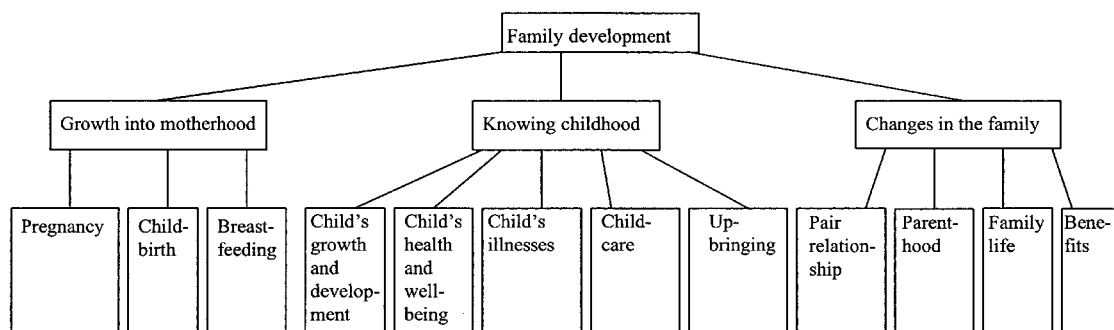 Family development
Growth into motherhood
Knowing childhood
Changes in the family
Pregnancy
Child-
birth
Breast-
feeding
Child's
growth
and
develop-
ment
Child's
health
and
well-
being
Child's
illnesses
Child-
care
Up-
bringing
Pair
relation-
ship
Parent-
hood
Family
life
Bene-
fits